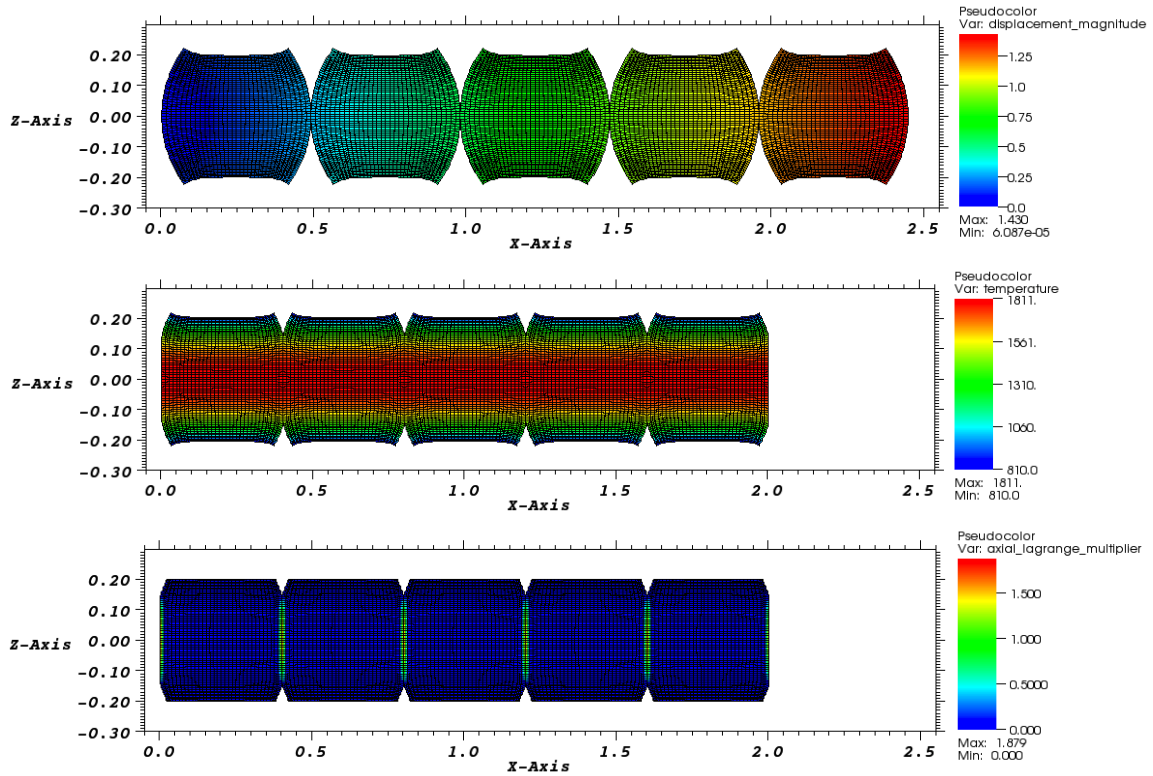 Pseudocolor
Var: displacement_magnitude
0.20
0.10
0.00
-0.10
-0.20
-0.30
Z-Axis
0.0 0.5 1.0 1.5 2.0 2.5
X-Axis
1.25
1.0
0.75
0.5
0.25
0.0
Max: 1.430
Min: 6.087e-05
Pseudocolor
Var: temperature
0.20
0.10
0.00
-0.10
-0.20
-0.30
Z-Axis
0.0 0.5 1.0 1.5 2.0 2.5
X-Axis
1811.
1561.
1310.
1060.
810.0
Max: 1811.
Min: 810.0
Pseudocolor
Var: axial_lagrange_multiplier
0.20
0.10
0.00
-0.10
-0.20
-0.30
Z-Axis
0.0 0.5 1.0 1.5 2.0 2.5
X-Axis
1.500
1.000
0.5000
0.000
Max: 1.879
Min: 0.000